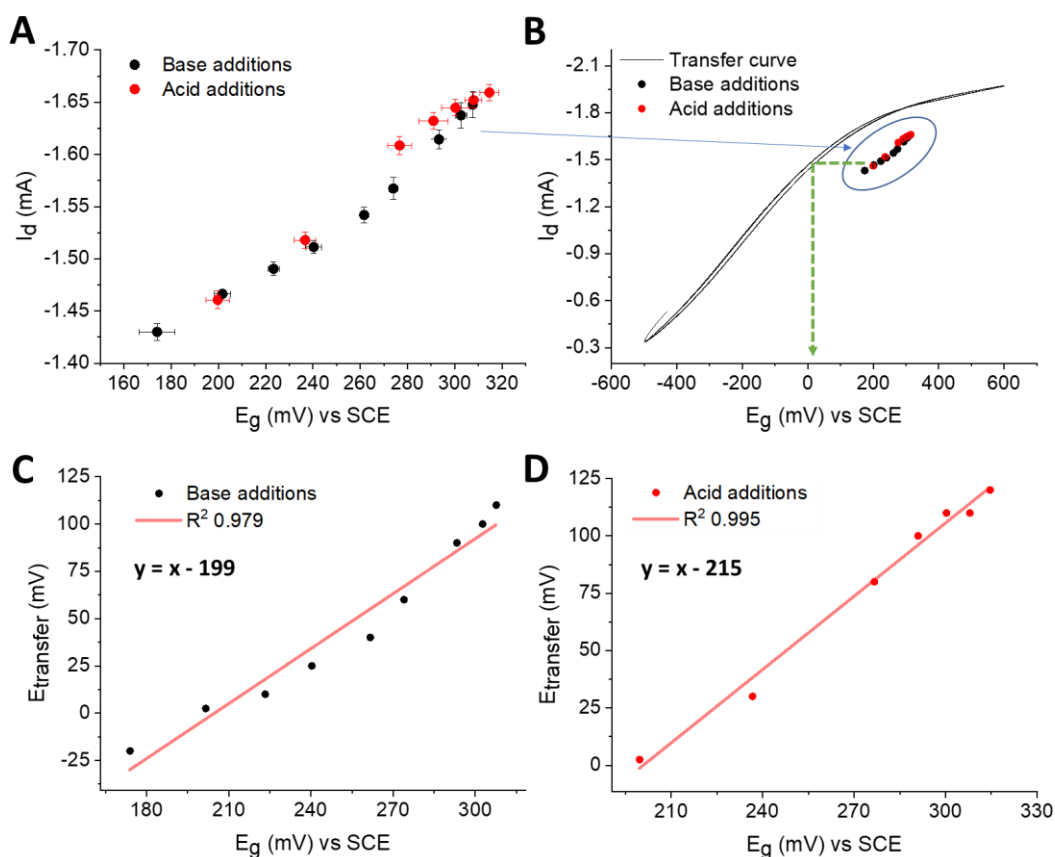 A
Base additions
Acid additions
-1.70
-1.65
-1.60
-1.55
-1.50
-1.45
-1.40
Id (mA)
160 180 200 220 240 260 280 300 320
Eg (mV) vs SCE
B
Transfer curve
Base additions
Acid additions
-2.1
-1.8
-1.5
-1.2
-0.9
-0.6
-0.3
Id (mA)
-600 -400 -200 0 200 400 600
Eg (mV) vs SCE
C
Base additions
R2 0.979
y = x - 199
125
100
75
50
25
0
-25
Etransfer (mV)
180 210 240 270 300
Eg (mV) vs SCE
D
Acid additions
R2 0.995
y = x - 215
125
100
75
50
25
0
Etransfer (mV)
210 240 270 300 330
Eg (mV) vs SCE